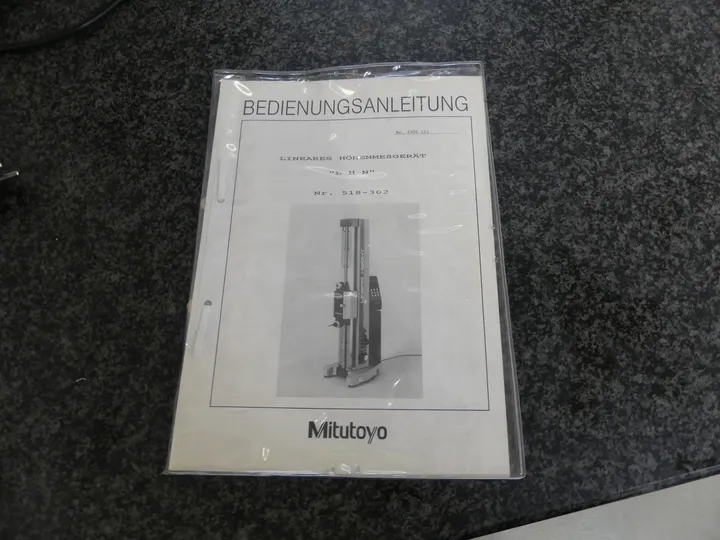 BEDIENUNGSANLEITUNG
LINEARES HÖHENMEßGERÄT
"L H-N"
Nr. 518-302
Mitutoyo